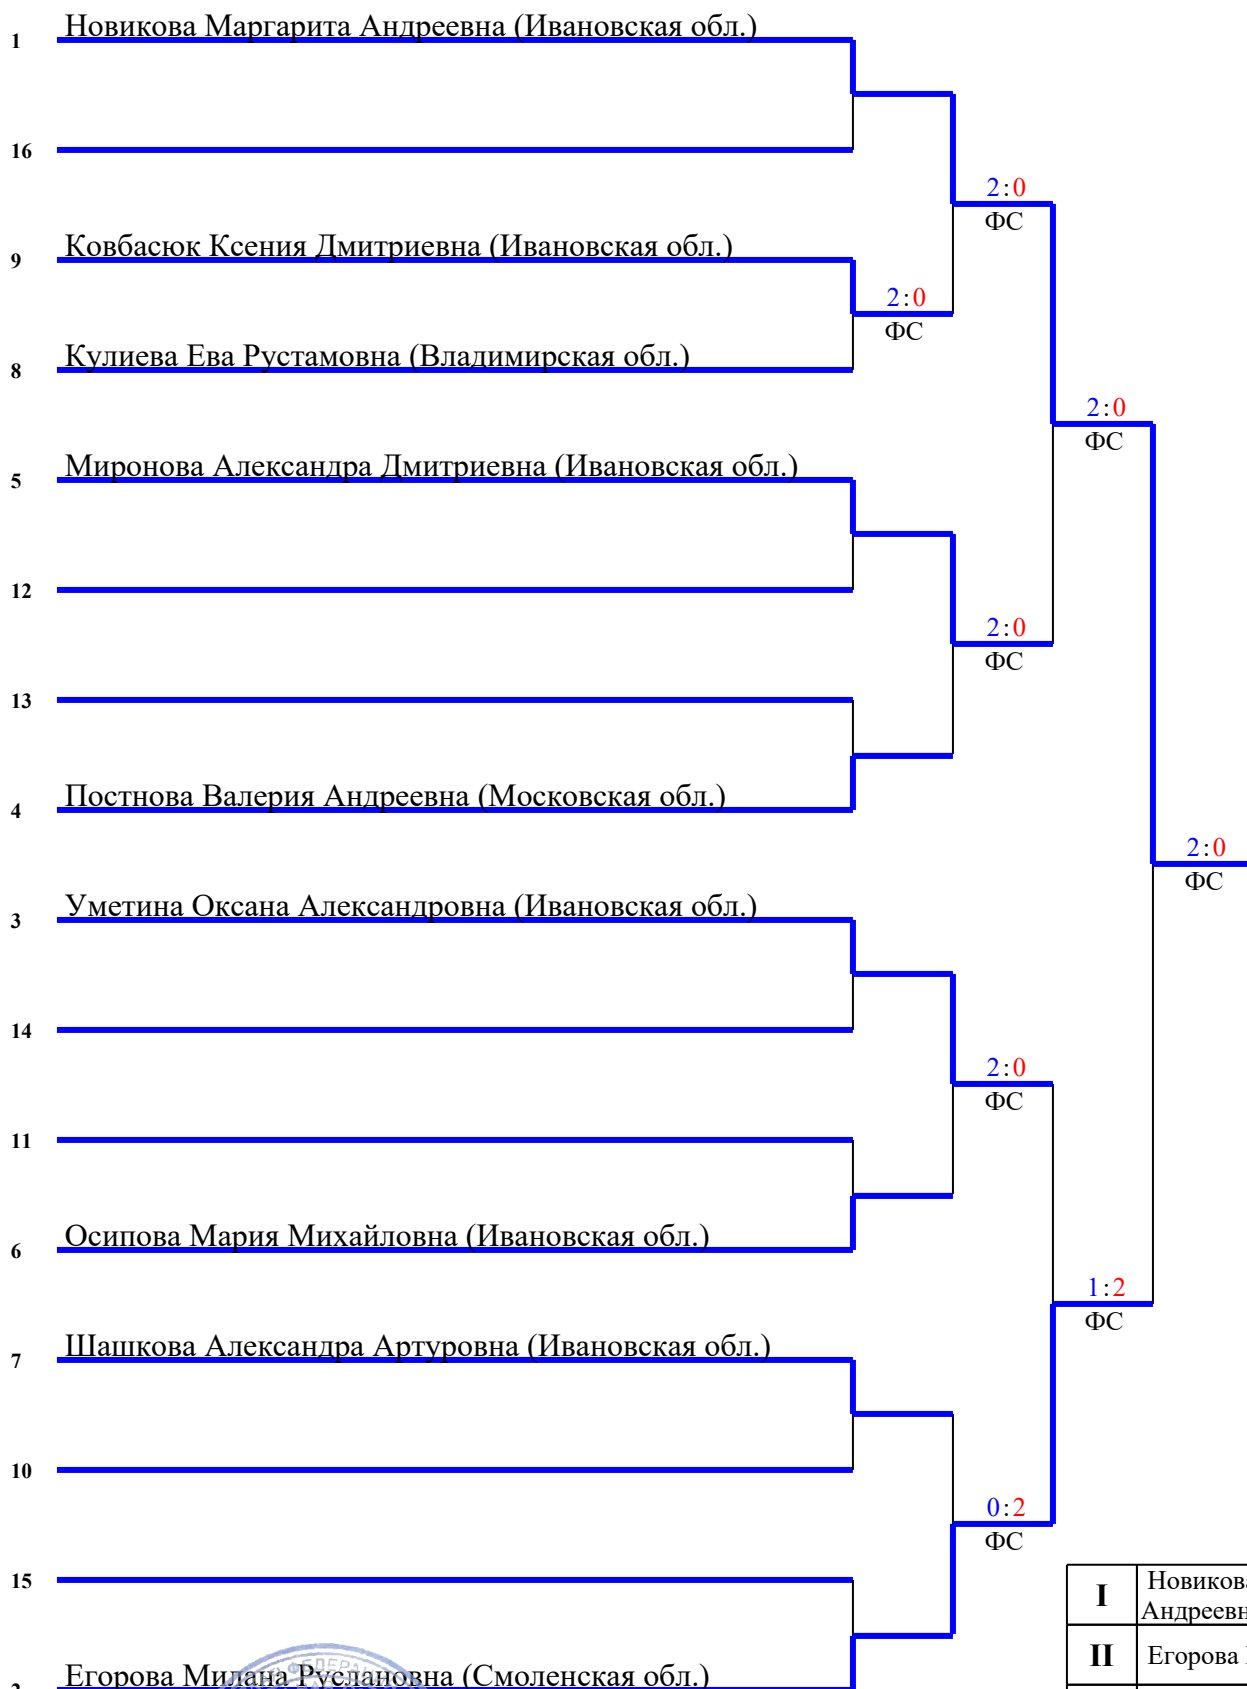 1 Новикова Маргарита Андреевна (Ивановская обл.)
16
2:0
ФС
9 Ковбасюк Ксения Дмитриевна (Ивановская обл.)
2:0
ФС
8 Кулиева Ева Рустамовна (Владимирская обл.)
2:0
ФС
5 Миронова Александра Дмитриевна (Ивановская обл.)
12
2:0
ФС
13
4 Постнова Валерия Андреевна (Московская обл.)
2:0
ФС
3 Уметина Оксана Александровна (Ивановская обл.)
14
2:0
ФС
11
6 Осипова Мария Михайловна (Ивановская обл.)
1:2
ФС
7 Шашкова Александра Артуровна (Ивановская обл.)
10
0:2
ФС
15
I Новикова
Андреевн
II Егорова
Егорова Милана Руслановна (Смоленская обл.)